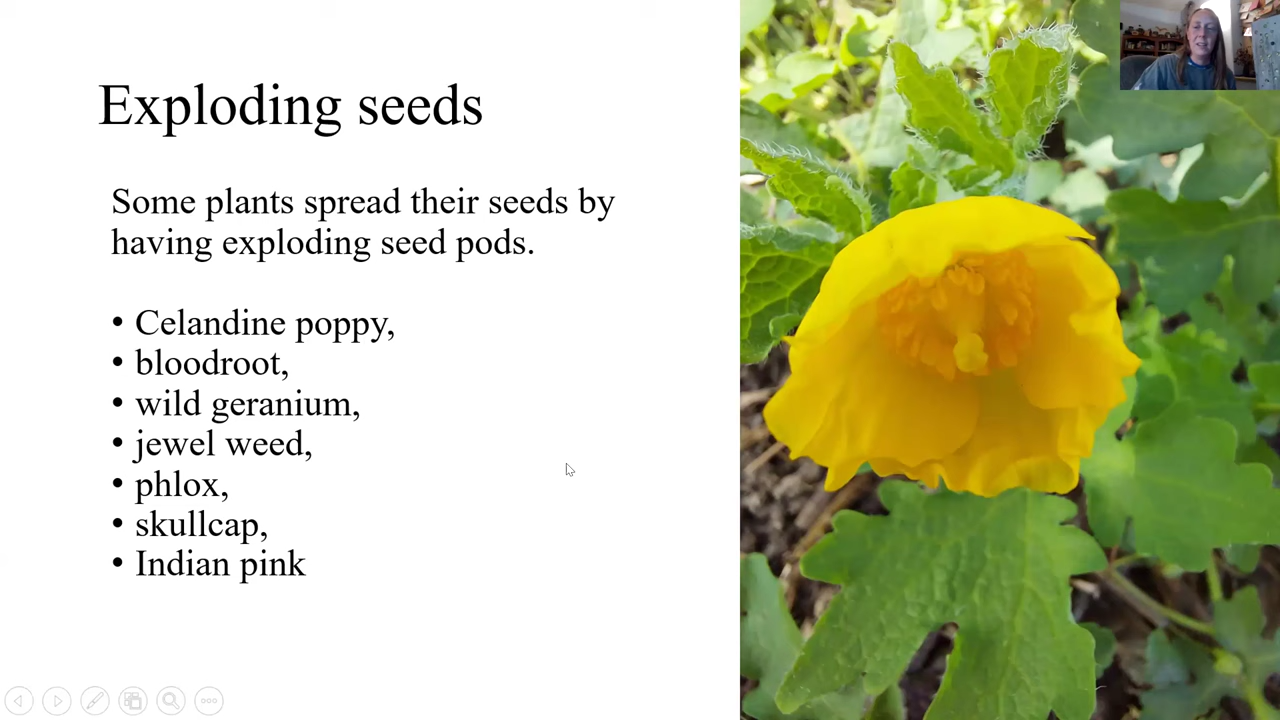 Exploding seeds
Some plants spread their seeds by
having exploding seed pods.
• Celandine poppy,
• bloodroot,
• wild geranium,
• jewel weed,
• phlox,
• skullcap,
• Indian pink